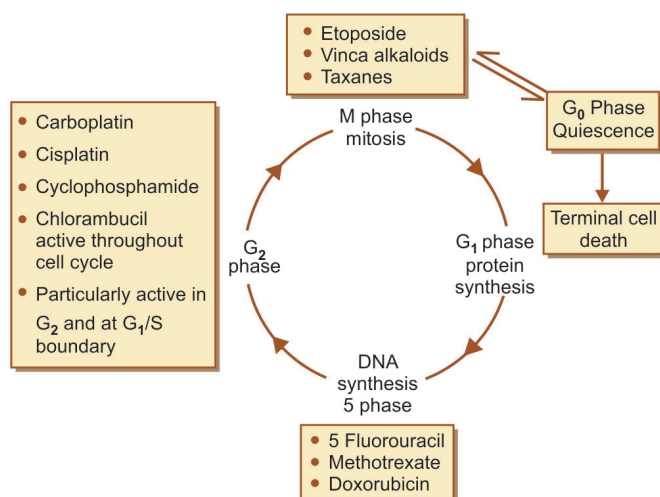 • Etoposide
• Vinca alkaloids
• Taxanes
G₀ Phase
Quiescence
Terminal cell
death
M phase
mitosis
G₁ phase
protein
synthesis
DNA
synthesis
5 phase
• 5 Fluorouracil
• Methotrexate
• Doxorubicin
G₂
phase
• Carboplatin
• Cisplatin
• Cyclophosphamide
• Chlorambucil
active throughout
cell cycle
• Particularly active in
G₂ and at G₁/S
boundary